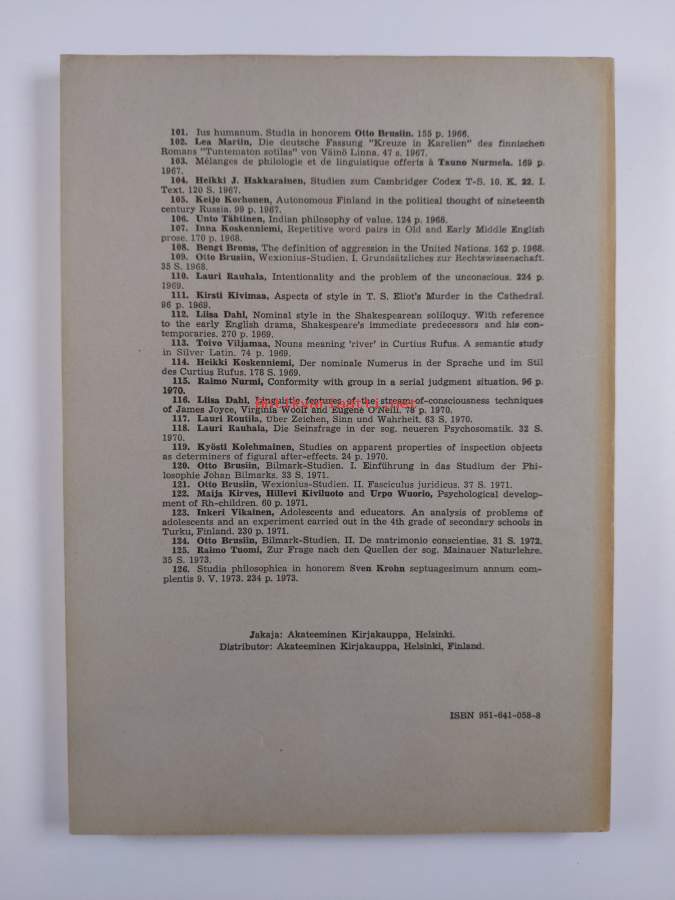 101. Ius humanum. Studia in honorem Otto Brusiin. 155 p. 1966.
102. Lea Martin, Die deutsche Fassung "Kreuze in Karelien" des finnischen
Romans "Tuntematon sotilas" von Väinö Linna. 47 s. 1967.
103. Mélanges de philologie et de linguistique offerts à Tauno Nurmela. 169 p.
1967.
104. Heikki J. Hakkarainen, Studien zum Cambridger Codex T-S. 10. K. 22. I.
Text. 120 S. 1967.
105. Keijo Korhonen, Autonomous Finland in the political thought of nineteenth
century Russia. 99 p. 1967.
106. Unto Tähtinen, Indian philosophy of value. 124 p. 1968.
107. Inna Koskenniemi, Repetitive word pairs in Old and Early Middle English
prose. 170 p. 1968.
108. Bengt Broms, The definition of aggression in the United Nations. 162 p. 1968.
109. Otto Brusiin, Wexionius-Studien. I. Grundsätzliches zur Rechtswissenschaft.
35 S. 1968.
110. Lauri Rauhala, Intentionality and the problem of the unconscious. 224 p.
1969.
111. Kirsti Kivimaa, Aspects of style in T. S. Eliot's Murder in the Cathedral.
96 p. 1969.
112. Liisa Dahl, Nominal style in the Shakespearean soliloquy. With reference
to the early English drama, Shakespeare's immediate predecessors and his con-
temporaries. 270 p. 1969.
113. Toivo Viljamaa, Nouns meaning 'river' in Curtius Rufus. A semantic study
in Silver Latin. 74 p. 1969.
114. Heikki Koskenniemi, Der nominale Numerus in der Sprache und im Stil
des Curtius Rufus. 178 S. 1969.
115. Raimo Nurmi, Conformity with group in a serial judgment situation. 96 p.
1970.
116. Liisa Dahl, Linguistic features of the stream-of-consciousness techniques
of James Joyce, Virginia Woolf and Eugene O'Neill. 78 p. 1970.
117. Lauri Routila, Über Zeichen, Sinn und Wahrheit. 63 S. 1970.
118. Lauri Rauhala, Die Seinsfrage in der sog. neueren Psychosomatik. 32 S.
1970.
119. Kyösti Kolehmainen, Studies on apparent properties of inspection objects
as determiners of figural after-effects. 24 p. 1970.
120. Otto Brusiin, Bilmark-Studien. I. Einführung in das Studium der Phi-
losophie Johan Bilmarks. 33 S. 1971.
121. Otto Brusiin, Wexionius-Studien. II. Fasciculus juridicus. 37 S. 1971.
122. Maija Kirves, Hillevi Kiviluoto and Urpo Wuorio, Psychological develop-
ment of Rh-children. 60 p. 1971.
123. Inkeri Vikainen, Adolescents and educators. An analysis of problems of
adolescents and an experiment carried out in the 4th grade of secondary schools in
Turku, Finland. 230 p. 1971.
124. Otto Brusiin, Bilmark-Studien. II. De matrimonio conscientiae. 31 S. 1972.
125. Raimo Tuomi, Zur Frage nach den Quellen der sog. Mainauer Naturlehre.
35 S. 1973.
126. Studia philosophica in honorem Sven Krohn septuagesimum annum com-
plentis 9. V. 1973. 234 p. 1973.
Jakaja: Akateeminen Kirjakauppa, Helsinki.
Distributor: Akateeminen Kirjakauppa, Helsinki, Finland.
ISBN 951-641-058-8